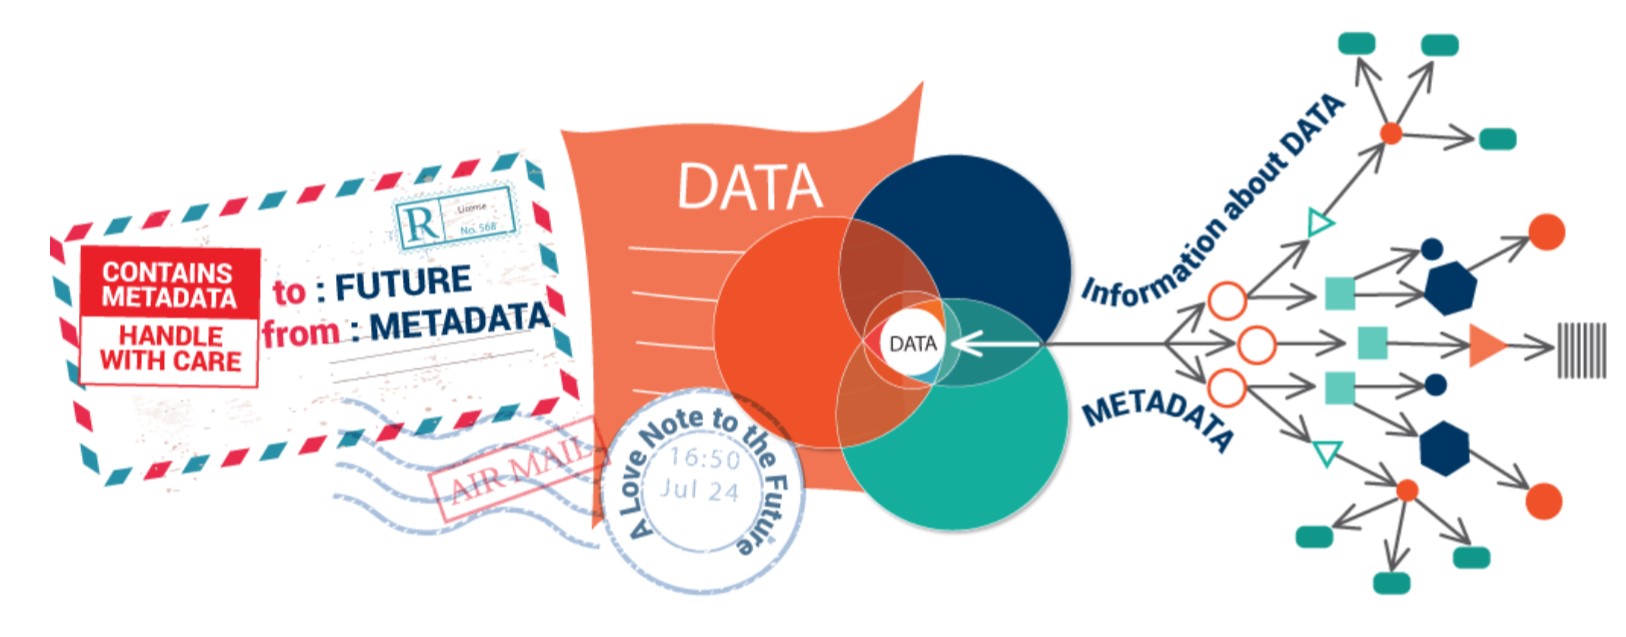 CONTAINS
METADATA
HANDLE
WITH CARE
to : FUTURE
from : METADATA
R
License
No. 568
AIR MAIL
A Love Note to the Future
16:50
Jul 24
DATA
DATA
Information about DATA
METADATA